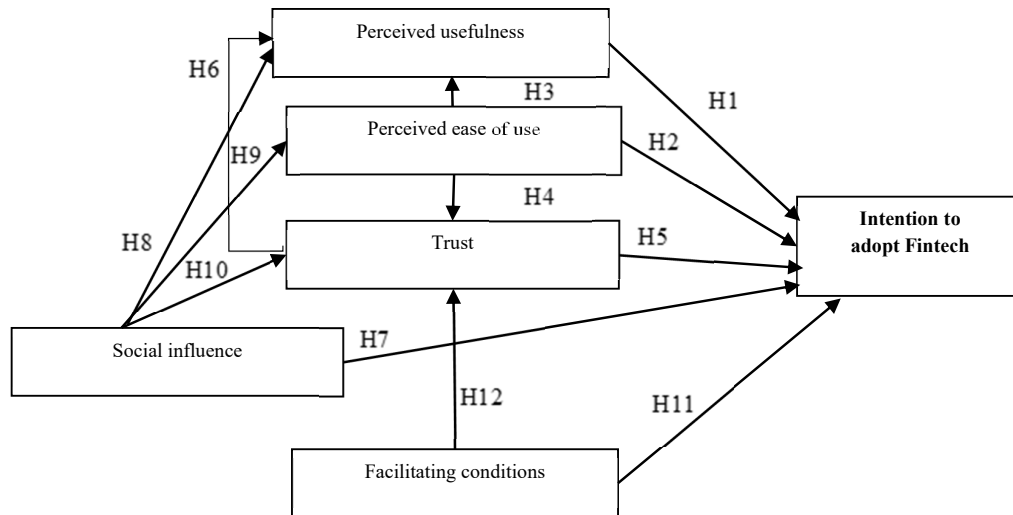 Perceived usefulness
H6
H3
H1
Perceived ease of use
H2
H9
H4
Intention to
adopt Fintech
H8
Trust
H5
H10
H7
Social influence
H12
H11
Facilitating conditions